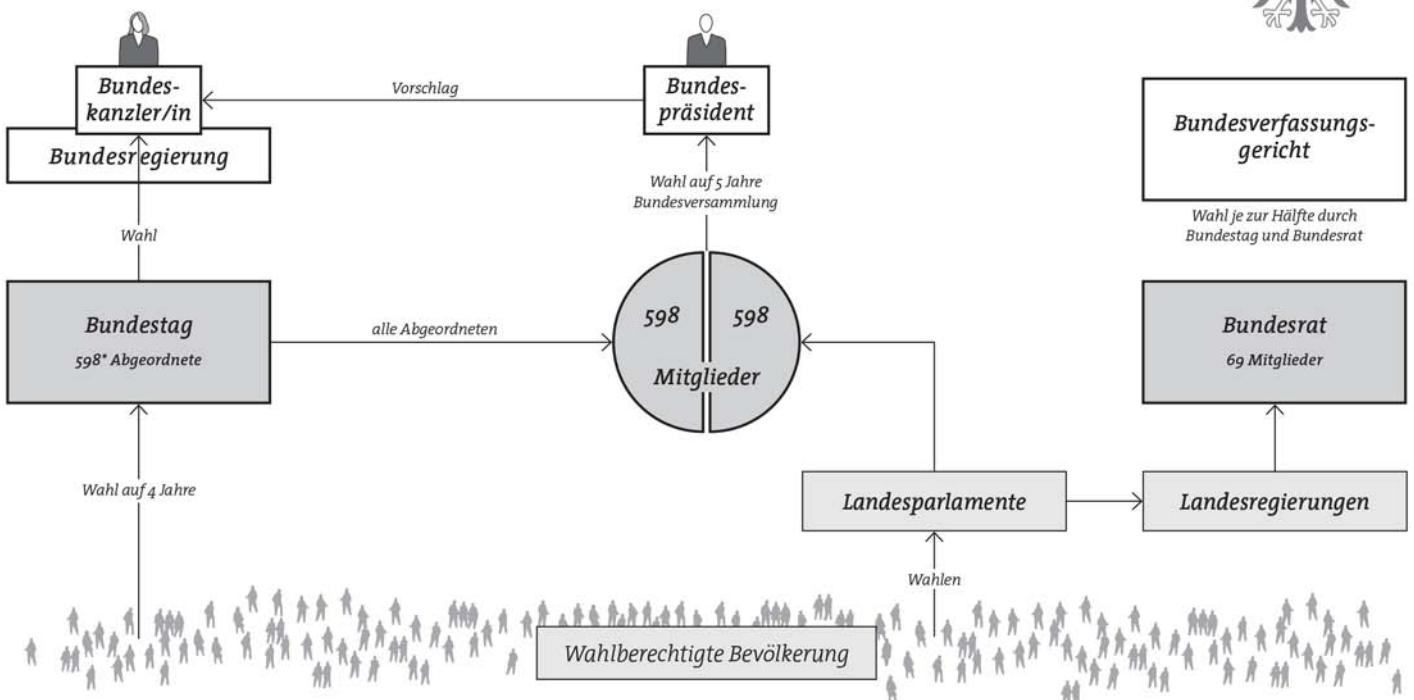 Bundes-
kanzler/in
Vorschlag
Bundes-
präsident
Bundesregierung
Bundesverfassungs-
gericht
Wahl auf 5 Jahre
Bundesversammlung
Wahl je zur Hälfte durch
Bundestag und Bundesrat
Wahl
Bundestag
598* Abgeordnete
alle Abgeordneten
598
598
Mitglieder
Bundesrat
69 Mitglieder
Wahl auf 4 Jahre
Landesparlamente
Landesregierungen
Wahlen
Wahlberechtigte Bevölkerung